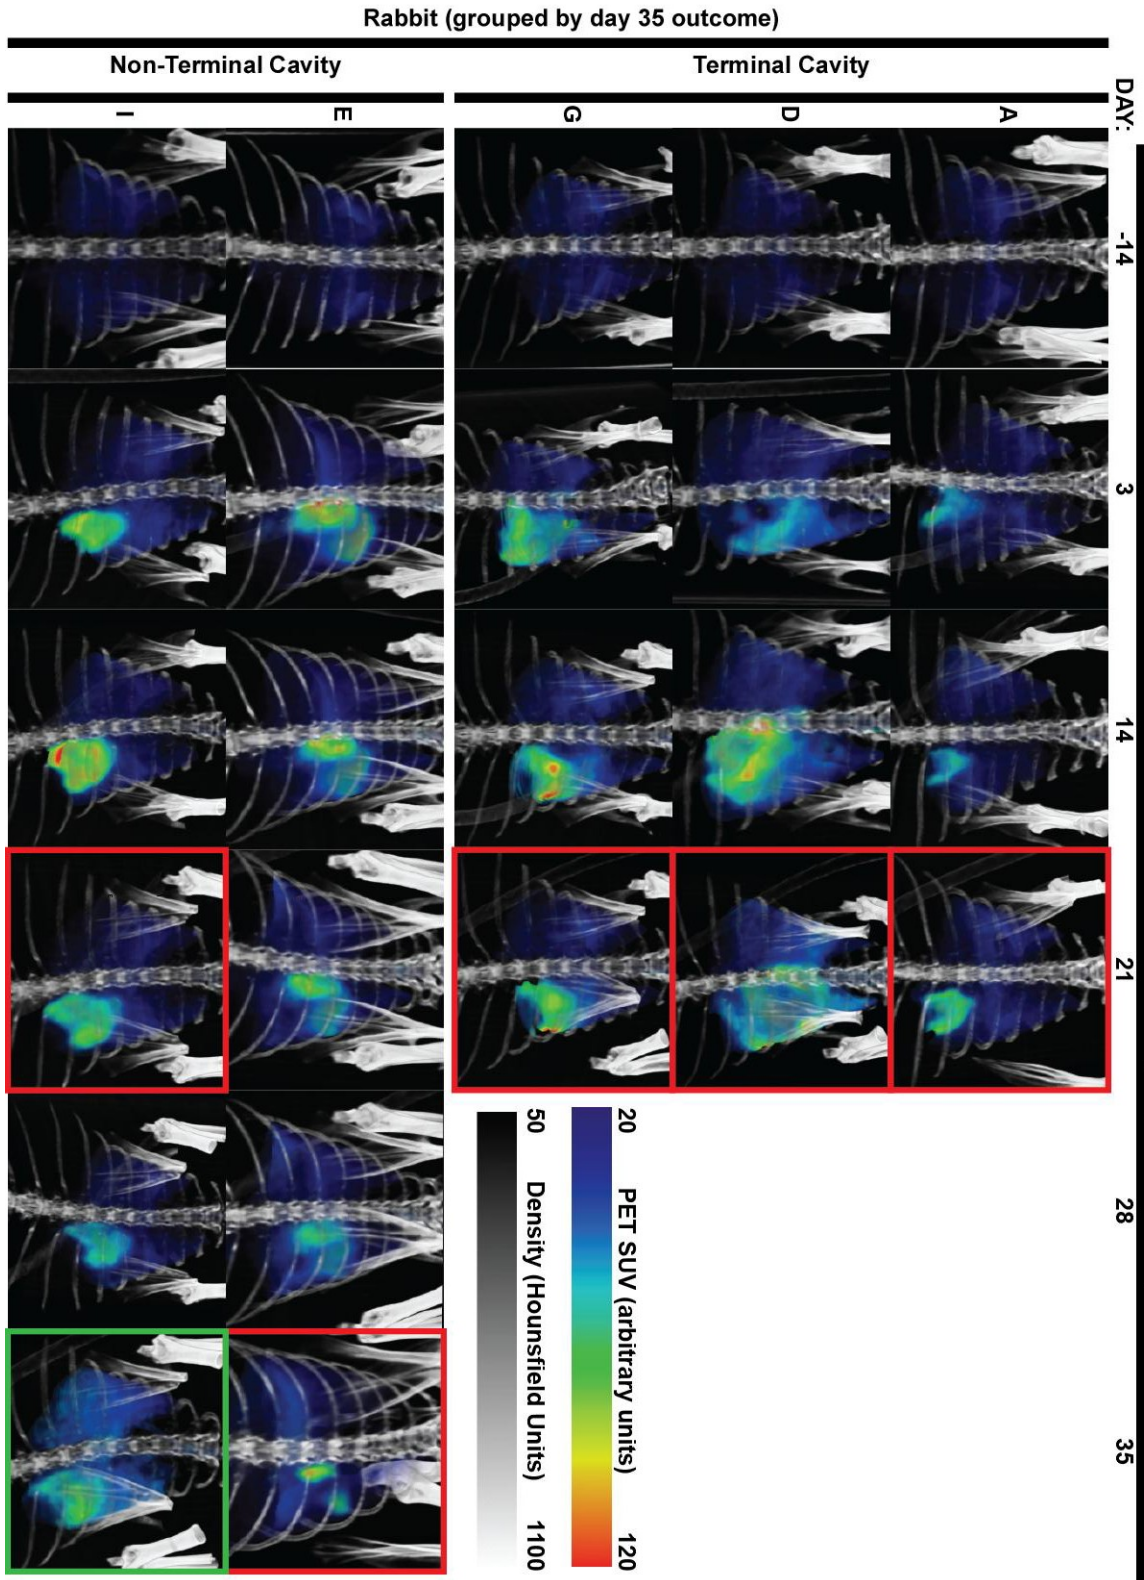 Rabbit (grouped by day 35 outcome)
Non-Terminal Cavity
Terminal Cavity
DAY:
I
E
G
D
A
-14
3
14
21
28
35
50 Density (Hounsfield Units) 1100
20 PET SUV (arbitrary units) 120